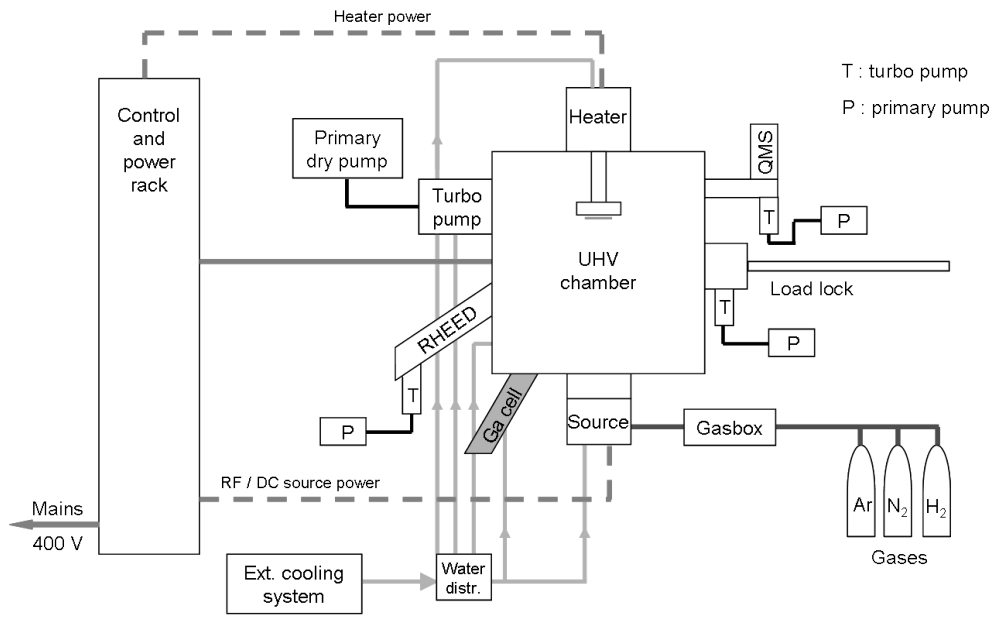 Heater power
T : turbo pump
P : primary pump
Control
and
power
rack
Primary
dry pump
Heater
QMS
Turbo
pump
T
P
UHV
chamber
Load lock
T
P
RHEED
T
P
Ga cell
Source
Gasbox
RF / DC source power
Mains
400 V
Ar
N₂
H₂
Gases
Ext. cooling
system
Water
distr.